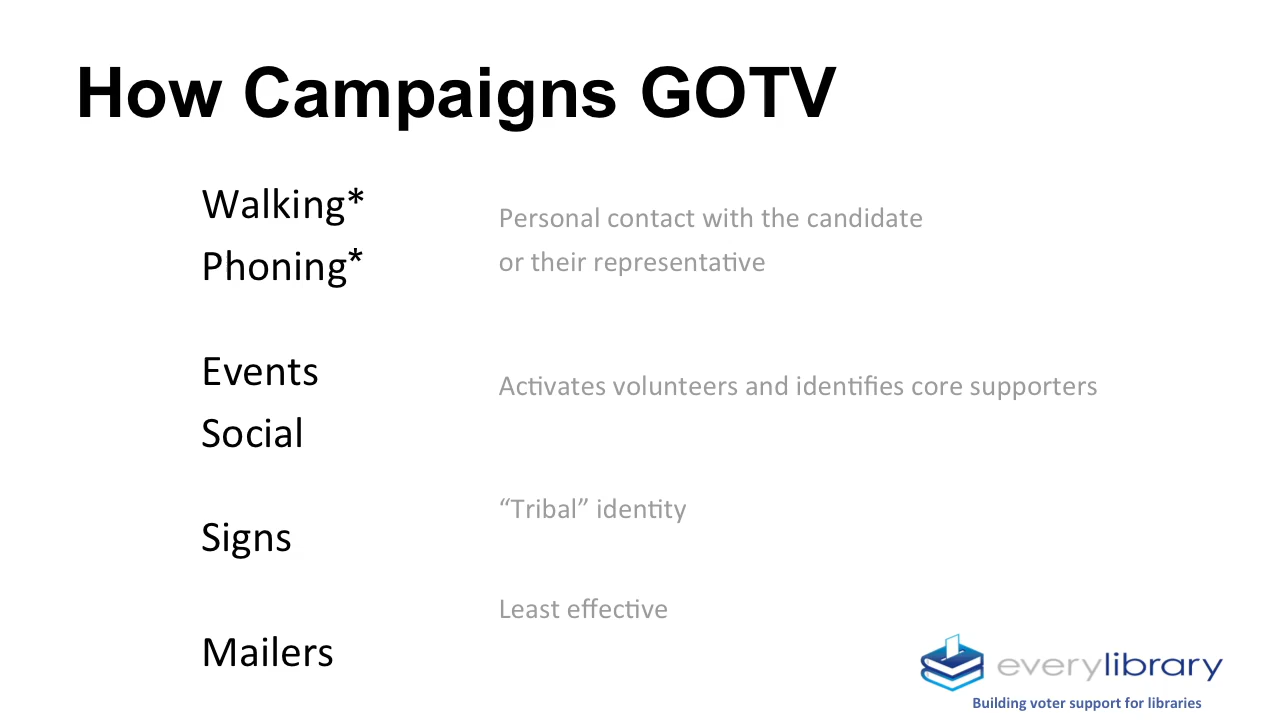 How Campaigns GOTV
Walking*
Phoning*
Personal contact with the candidate
or their representative
Events
Social
Activates volunteers and identifies core supporters
Signs
“Tribal” identity
Mailers
Least effective
everylibrary
Building voter support for libraries